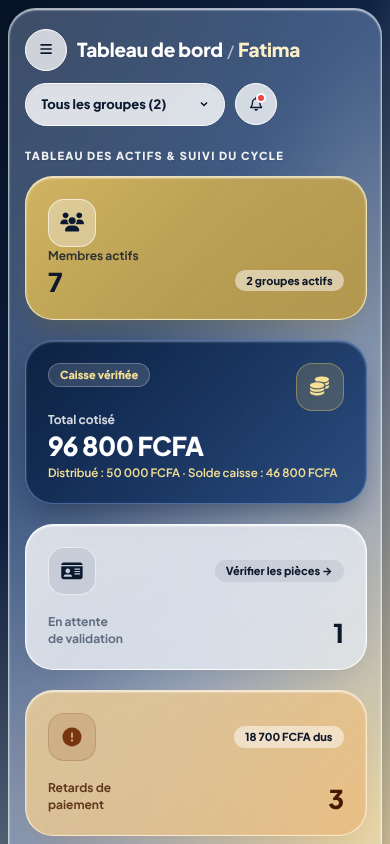 Tableau de bord / Fatima
Tous les groupes (2)
TABLEAU DES ACTIFS & SUIVI DU CYCLE
Membres actifs
7
2 groupes actifs
Caisse vérifiée
Total cotisé
96 800 FCFA
Distribué : 50 000 FCFA · Solde caisse : 46 800 FCFA
Vérifier les pièces →
En attente
de validation
1
18 700 FCFA dus
Retards de
paiement
3